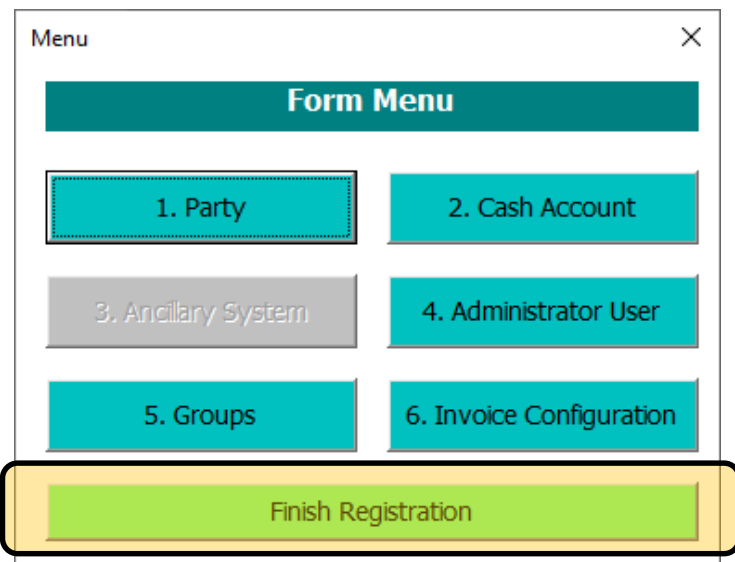 Menu
Form Menu
1. Party
2. Cash Account
3. Ancillary System
4. Administrator User
5. Groups
6. Invoice Configuration
Finish Registration